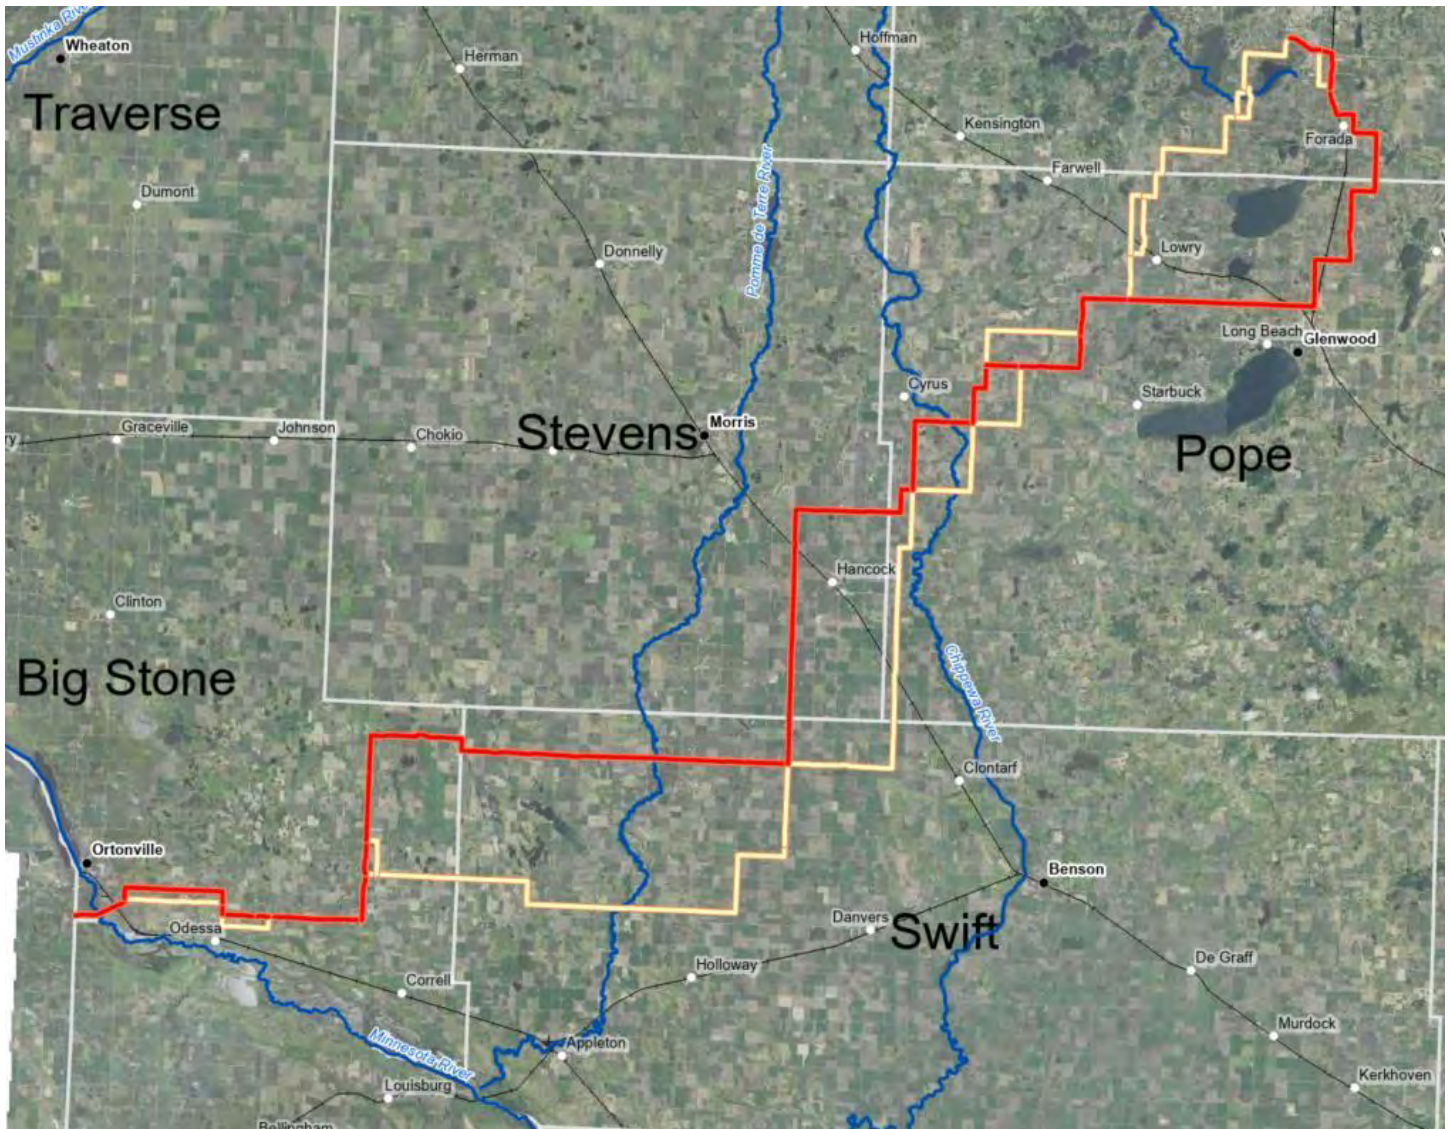 Mustinka River
Wheaton
Hoffman
Herman
Traverse
Kensington
Forada
Farwell
Dumont
Pomme de Terre River
Donnelly
Lowry
Long Beach
Glenwood
Cyrus
Starbuck
Graceville
Johnson
Chokio
Stevens
Morris
Pope
Hancock
Clinton
Big Stone
Chippewa River
Clontarf
Ortonville
Benson
Danvers
Swift
Odessa
Holloway
De Graff
Correll
Murdock
Minnesota River
Appleton
Louisburg
Kerkhoven
Bellingham